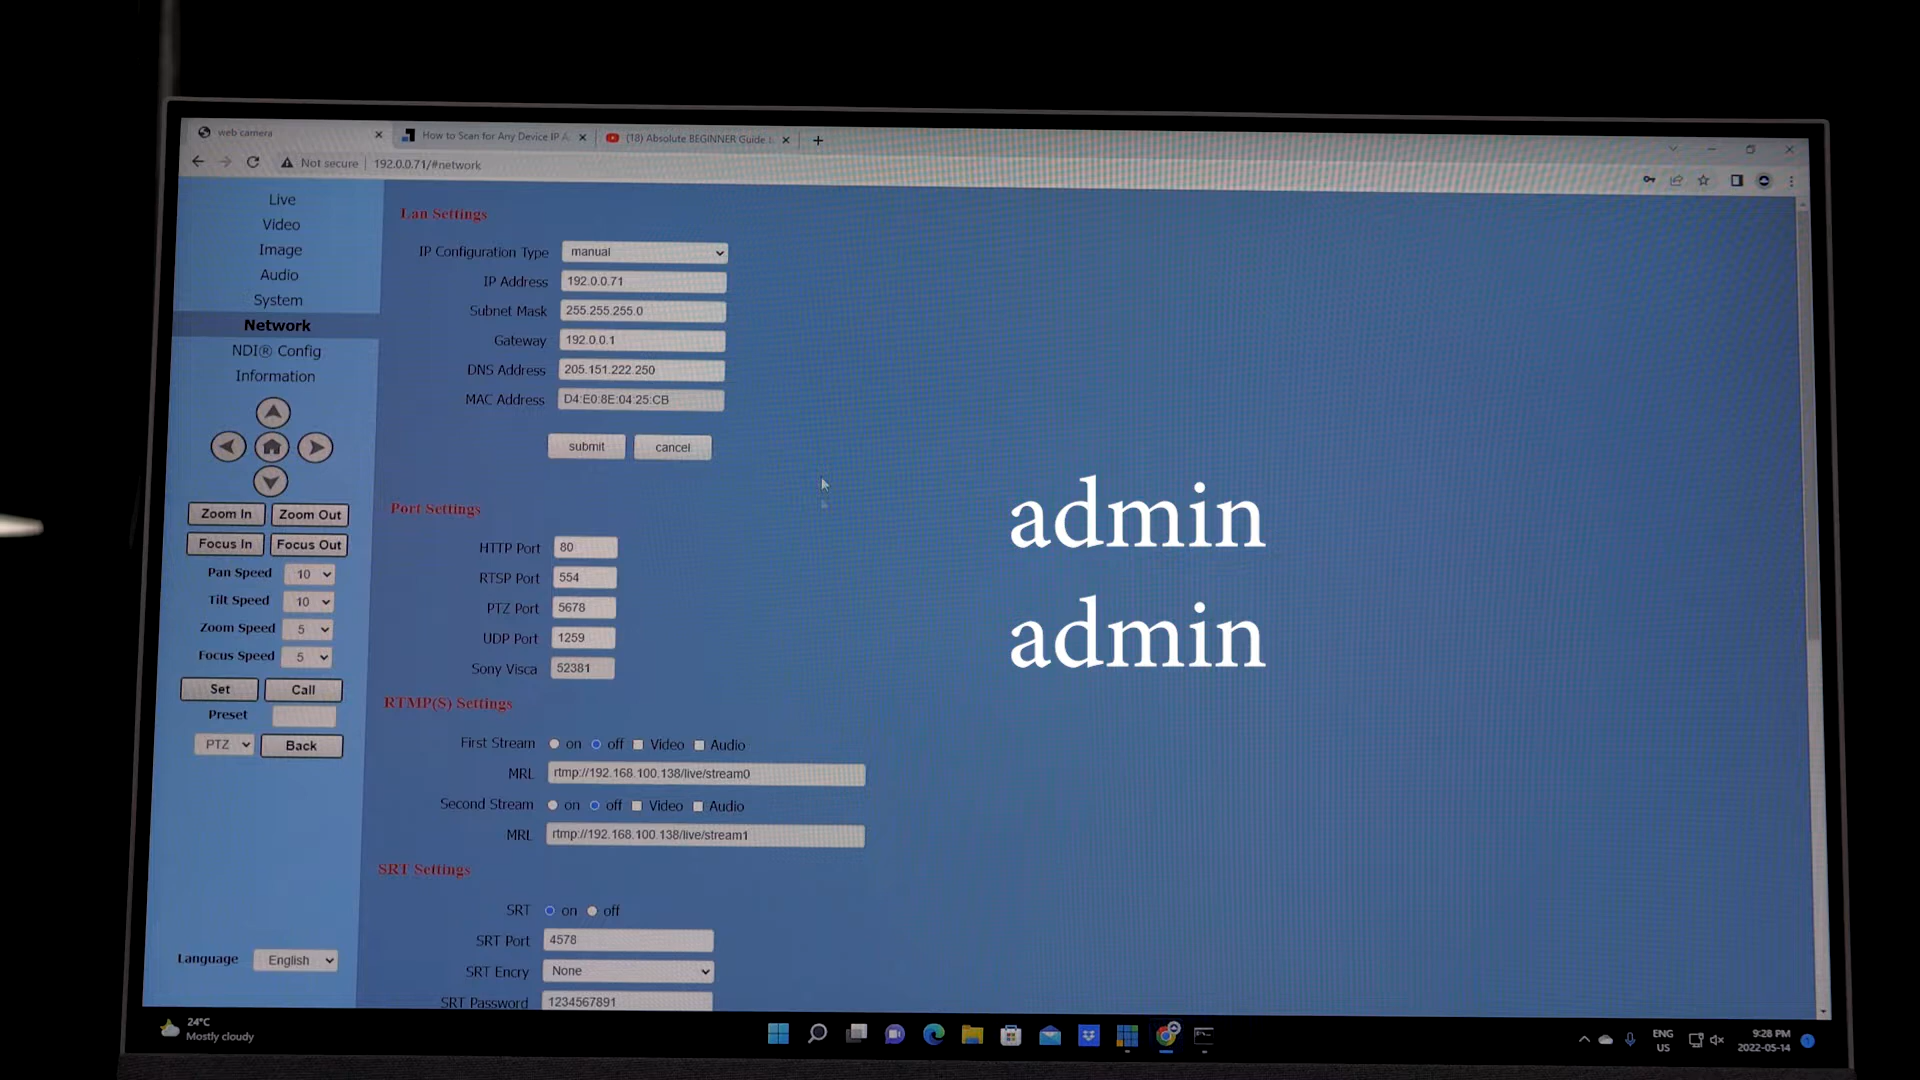 web camera
How to Scan for Any Device IP A
(18) Absolute BEGINNER Guide
Not secure
192.0.0.71/#network
Live
Video
Image
Audio
System
Network
NDI® Config
Information
Zoom In
Zoom Out
Focus In
Focus Out
Pan Speed 10
Tilt Speed 10
Zoom Speed 5
Focus Speed 5
Set
Call
Preset
PTZ
Back
Language English
Lan Settings
IP Configuration Type manual
IP Address 192.0.0.71
Subnet Mask 255.255.255.0
Gateway 192.0.0.1
DNS Address 205.151.222.250
MAC Address D4:E0:8E:04:25:CB
submit cancel
Port Settings
HTTP Port 80
RTSP Port 554
PTZ Port 5678
UDP Port 1259
Sony Visca 52381
RTMP(S) Settings
First Stream on off Video Audio
MRL rtmp://192.168.100.138/live/stream0
Second Stream on off Video Audio
MRL rtmp://192.168.100.138/live/stream1
SRT Settings
SRT on off
SRT Port 4578
SRT Encry None
SRT Password 1234567891
admin
admin
24°C
Mostly cloudy
ENG
US
9:28 PM
2022-05-14